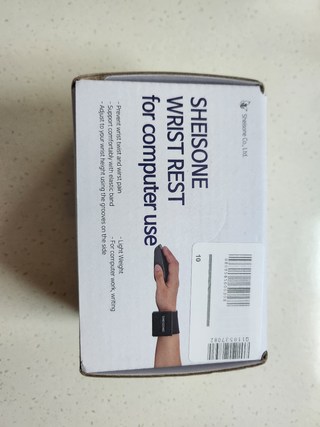 Sheisone Co., Ltd.
SHEISONE
WRIST REST
for computer use
- Prevent wrist twist and wirst pain
- Support comfortably with elastic band
- Adjust to your wrist height using the grooves on the side
- Light Weight
- For computer work, writing
10